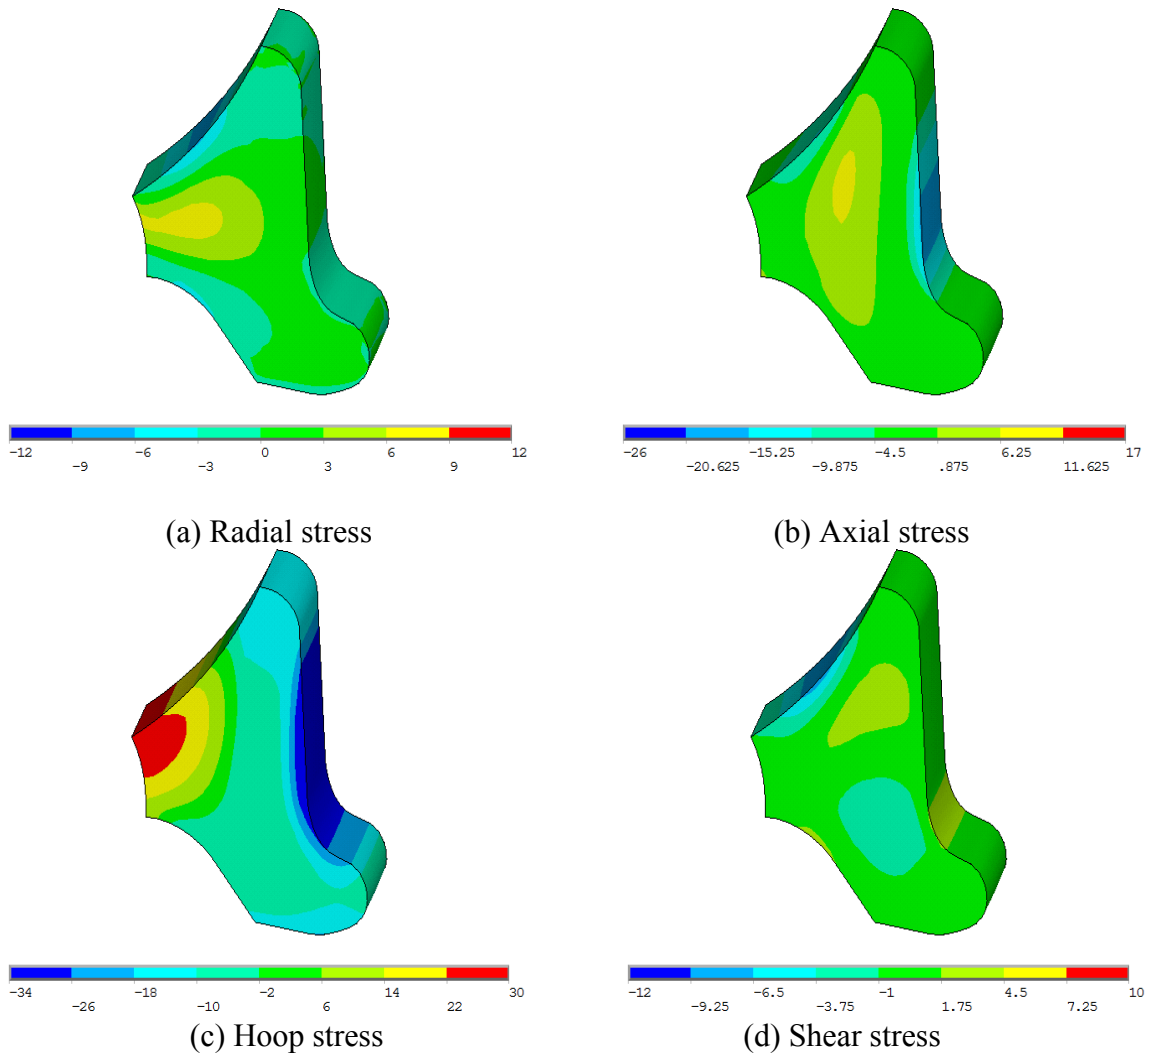 -12 -6 0 6 12
-9 -3 3 9
-26 -15.25 -4.5 6.25 17
-20.625 -9.875 .875 11.625
(a) Radial stress
(b) Axial stress
-34 -18 -2 14 30
-26 -10 6 22
-12 -6.5 -1 4.5 10
-9.25 -3.75 1.75 7.25
(c) Hoop stress
(d) Shear stress